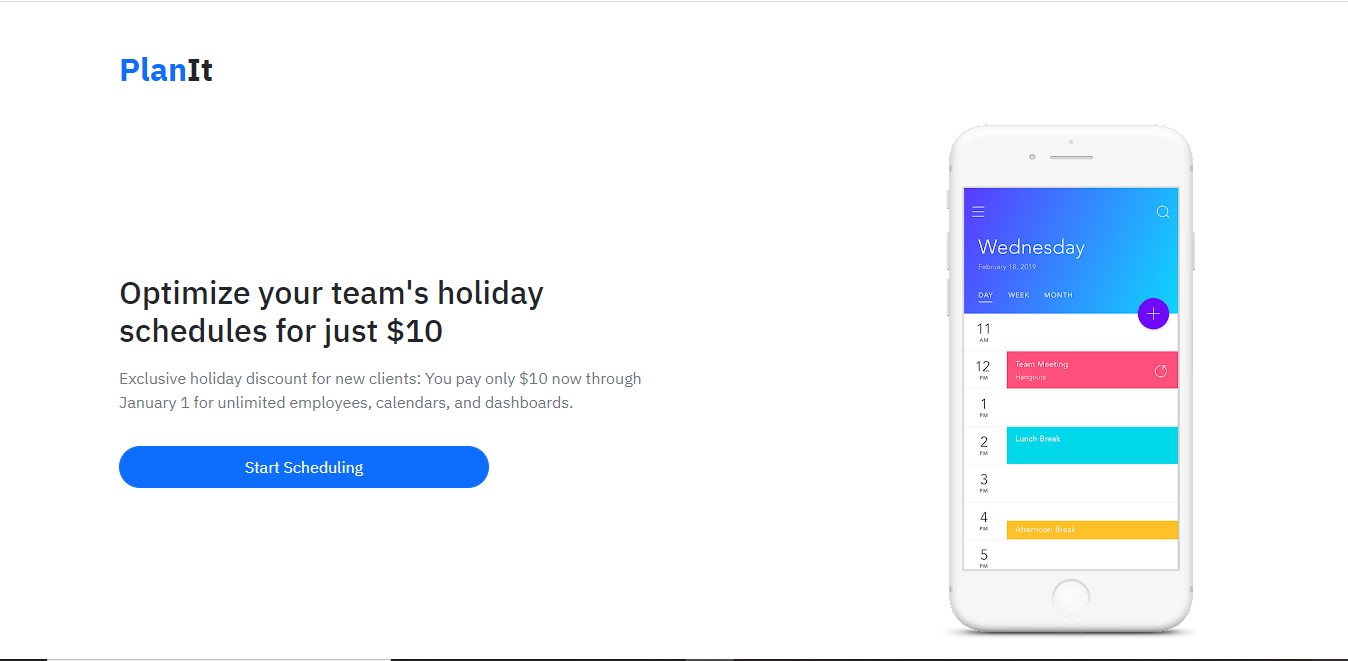 PlanIt
Optimize your team's holiday
schedules for just $10
Exclusive holiday discount for new clients: You pay only $10 now through
January 1 for unlimited employees, calendars, and dashboards.
Start Scheduling
Wednesday
February 18, 2019
DAY WEEK MONTH
11
AM
12
PM
Team Meeting
Hangouts
1
PM
2
PM
Lunch Break
3
PM
4
PM
Afternoon Break
5
PM